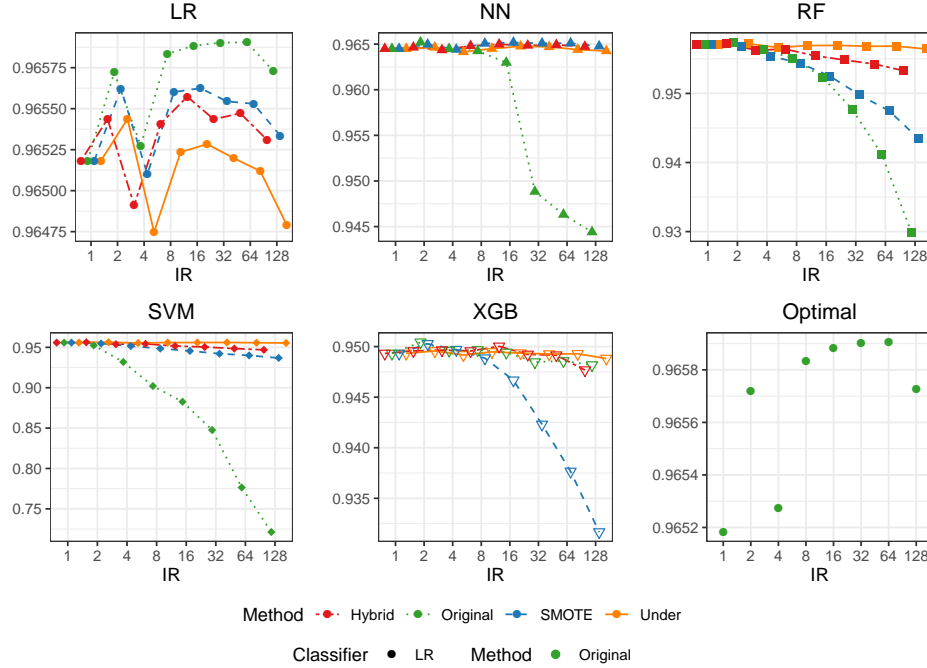 LR
0.96575
0.96550
0.96525
0.96500
0.96475
1 2 4 8 16 32 64 128
IR
NN
0.965
0.960
0.955
0.950
0.945
1 2 4 8 16 32 64 128
IR
RF
0.95
0.94
0.93
1 2 4 8 16 32 64 128
IR
SVM
0.95
0.90
0.85
0.80
0.75
1 2 4 8 16 32 64 128
IR
XGB
0.950
0.945
0.940
0.935
1 2 4 8 16 32 64 128
IR
Optimal
0.9658
0.9656
0.9654
0.9652
1 2 4 8 16 32 64 128
IR
Method Hybrid Original SMOTE Under
Classifier LR Method Original